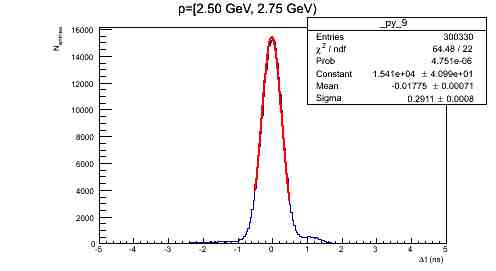 p=[2.50 GeV, 2.75 GeV)
_py_9
Entries 300330
χ² / ndf 64.48 / 22
Prob 4.751e-06
Constant 1.541e+04 ± 4.099e+01
Mean -0.01775 ± 0.00071
Sigma 0.2911 ± 0.0008
N entries
16000
14000
12000
10000
8000
6000
4000
2000
0
-5 -4 -3 -2 -1 0 1 2 3 4 5
Δt (ns)